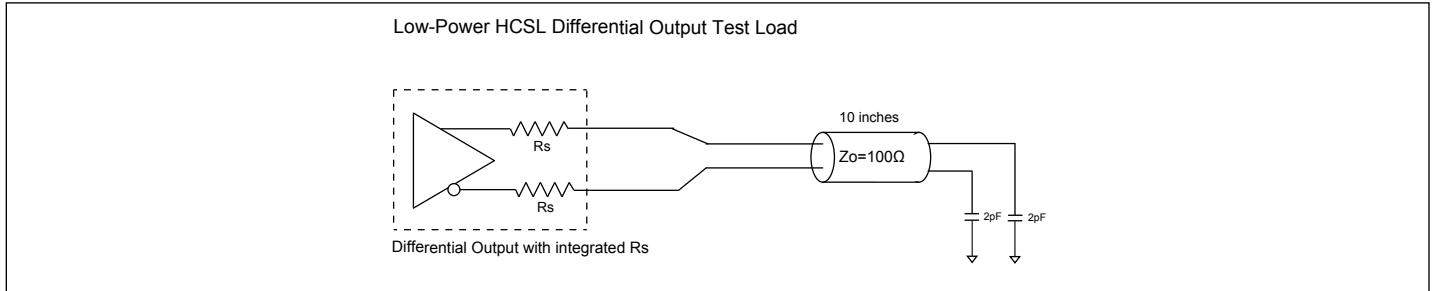 Low-Power HCSL Differential Output Test Load
10 inches
Rs
Zo=100Ω
Rs
2pF 2pF
Differential Output with integrated Rs